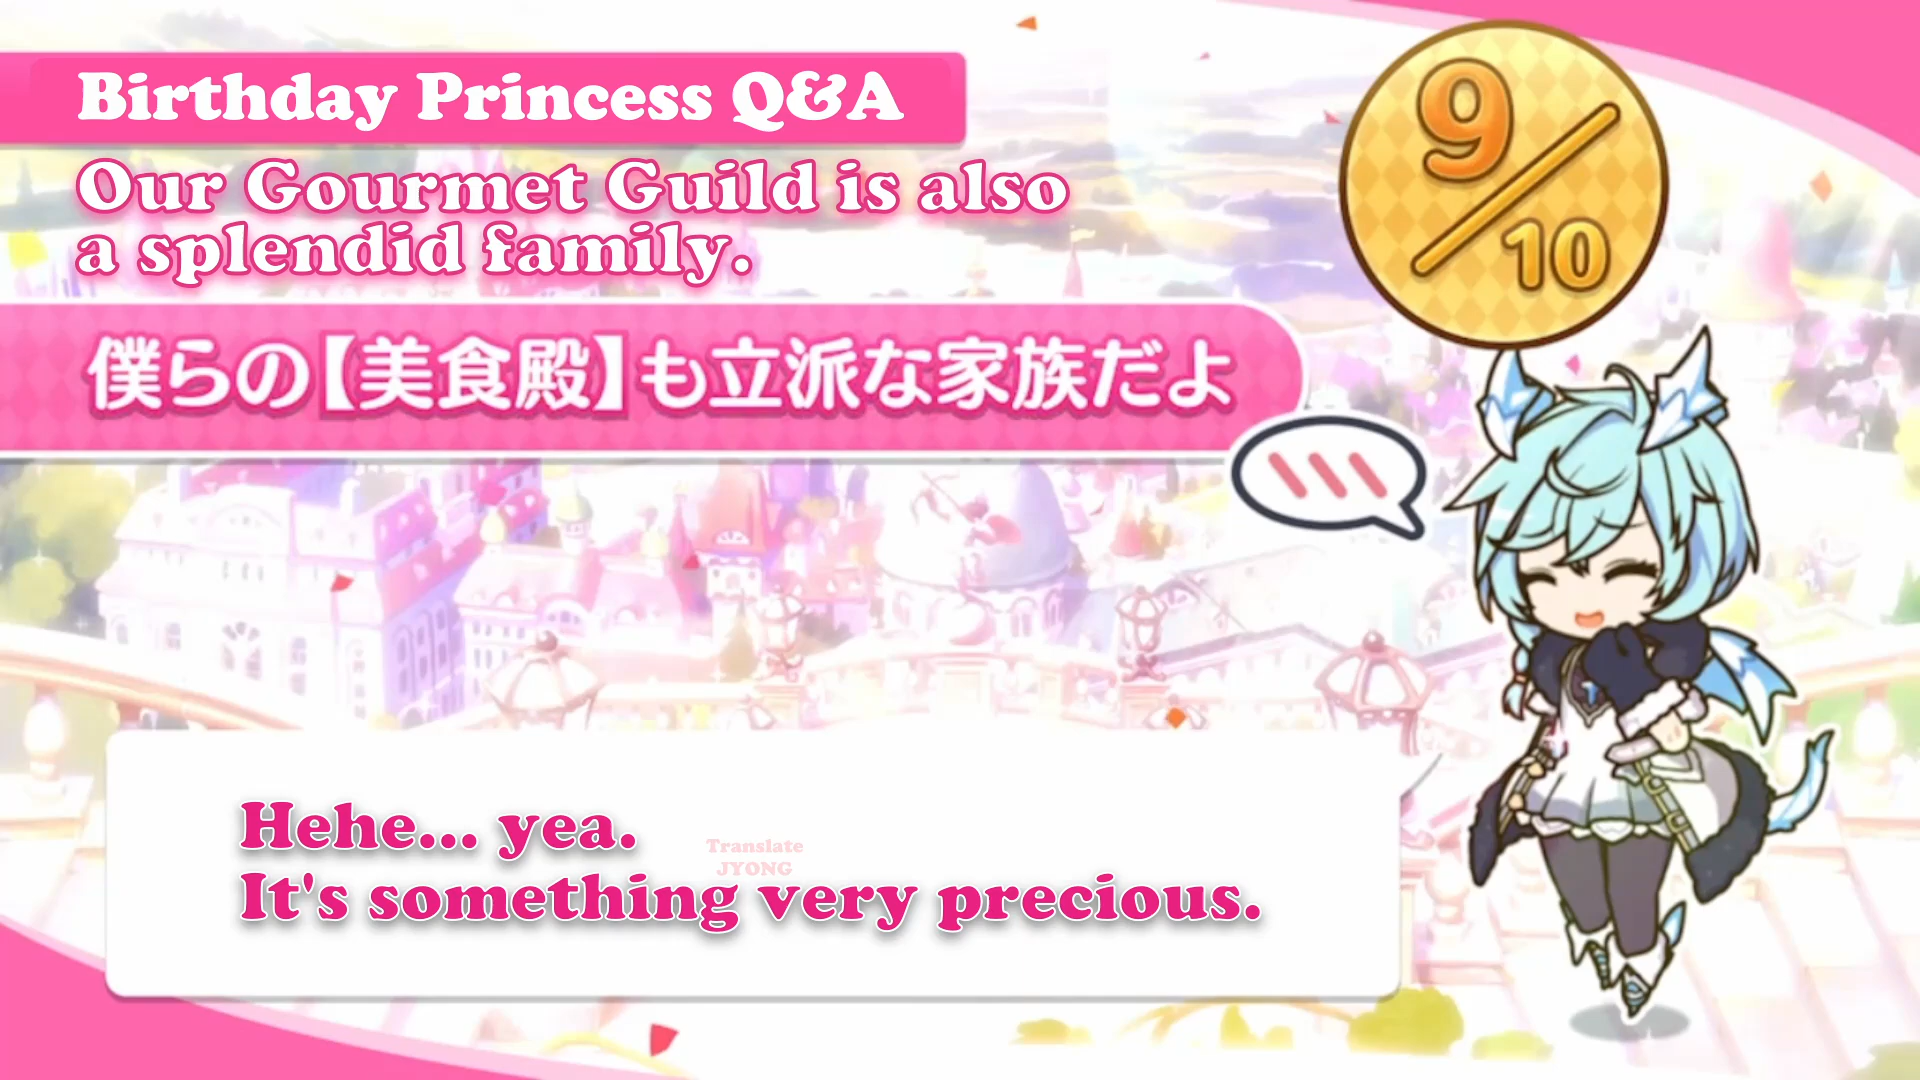 Birthday Princess Q&A
9/10
Our Gourmet Guild is also
a splendid family.
僕らの【美食殿】も立派な家族だよ
Hehe... yea.
Translate
JYONG
It's something very precious.